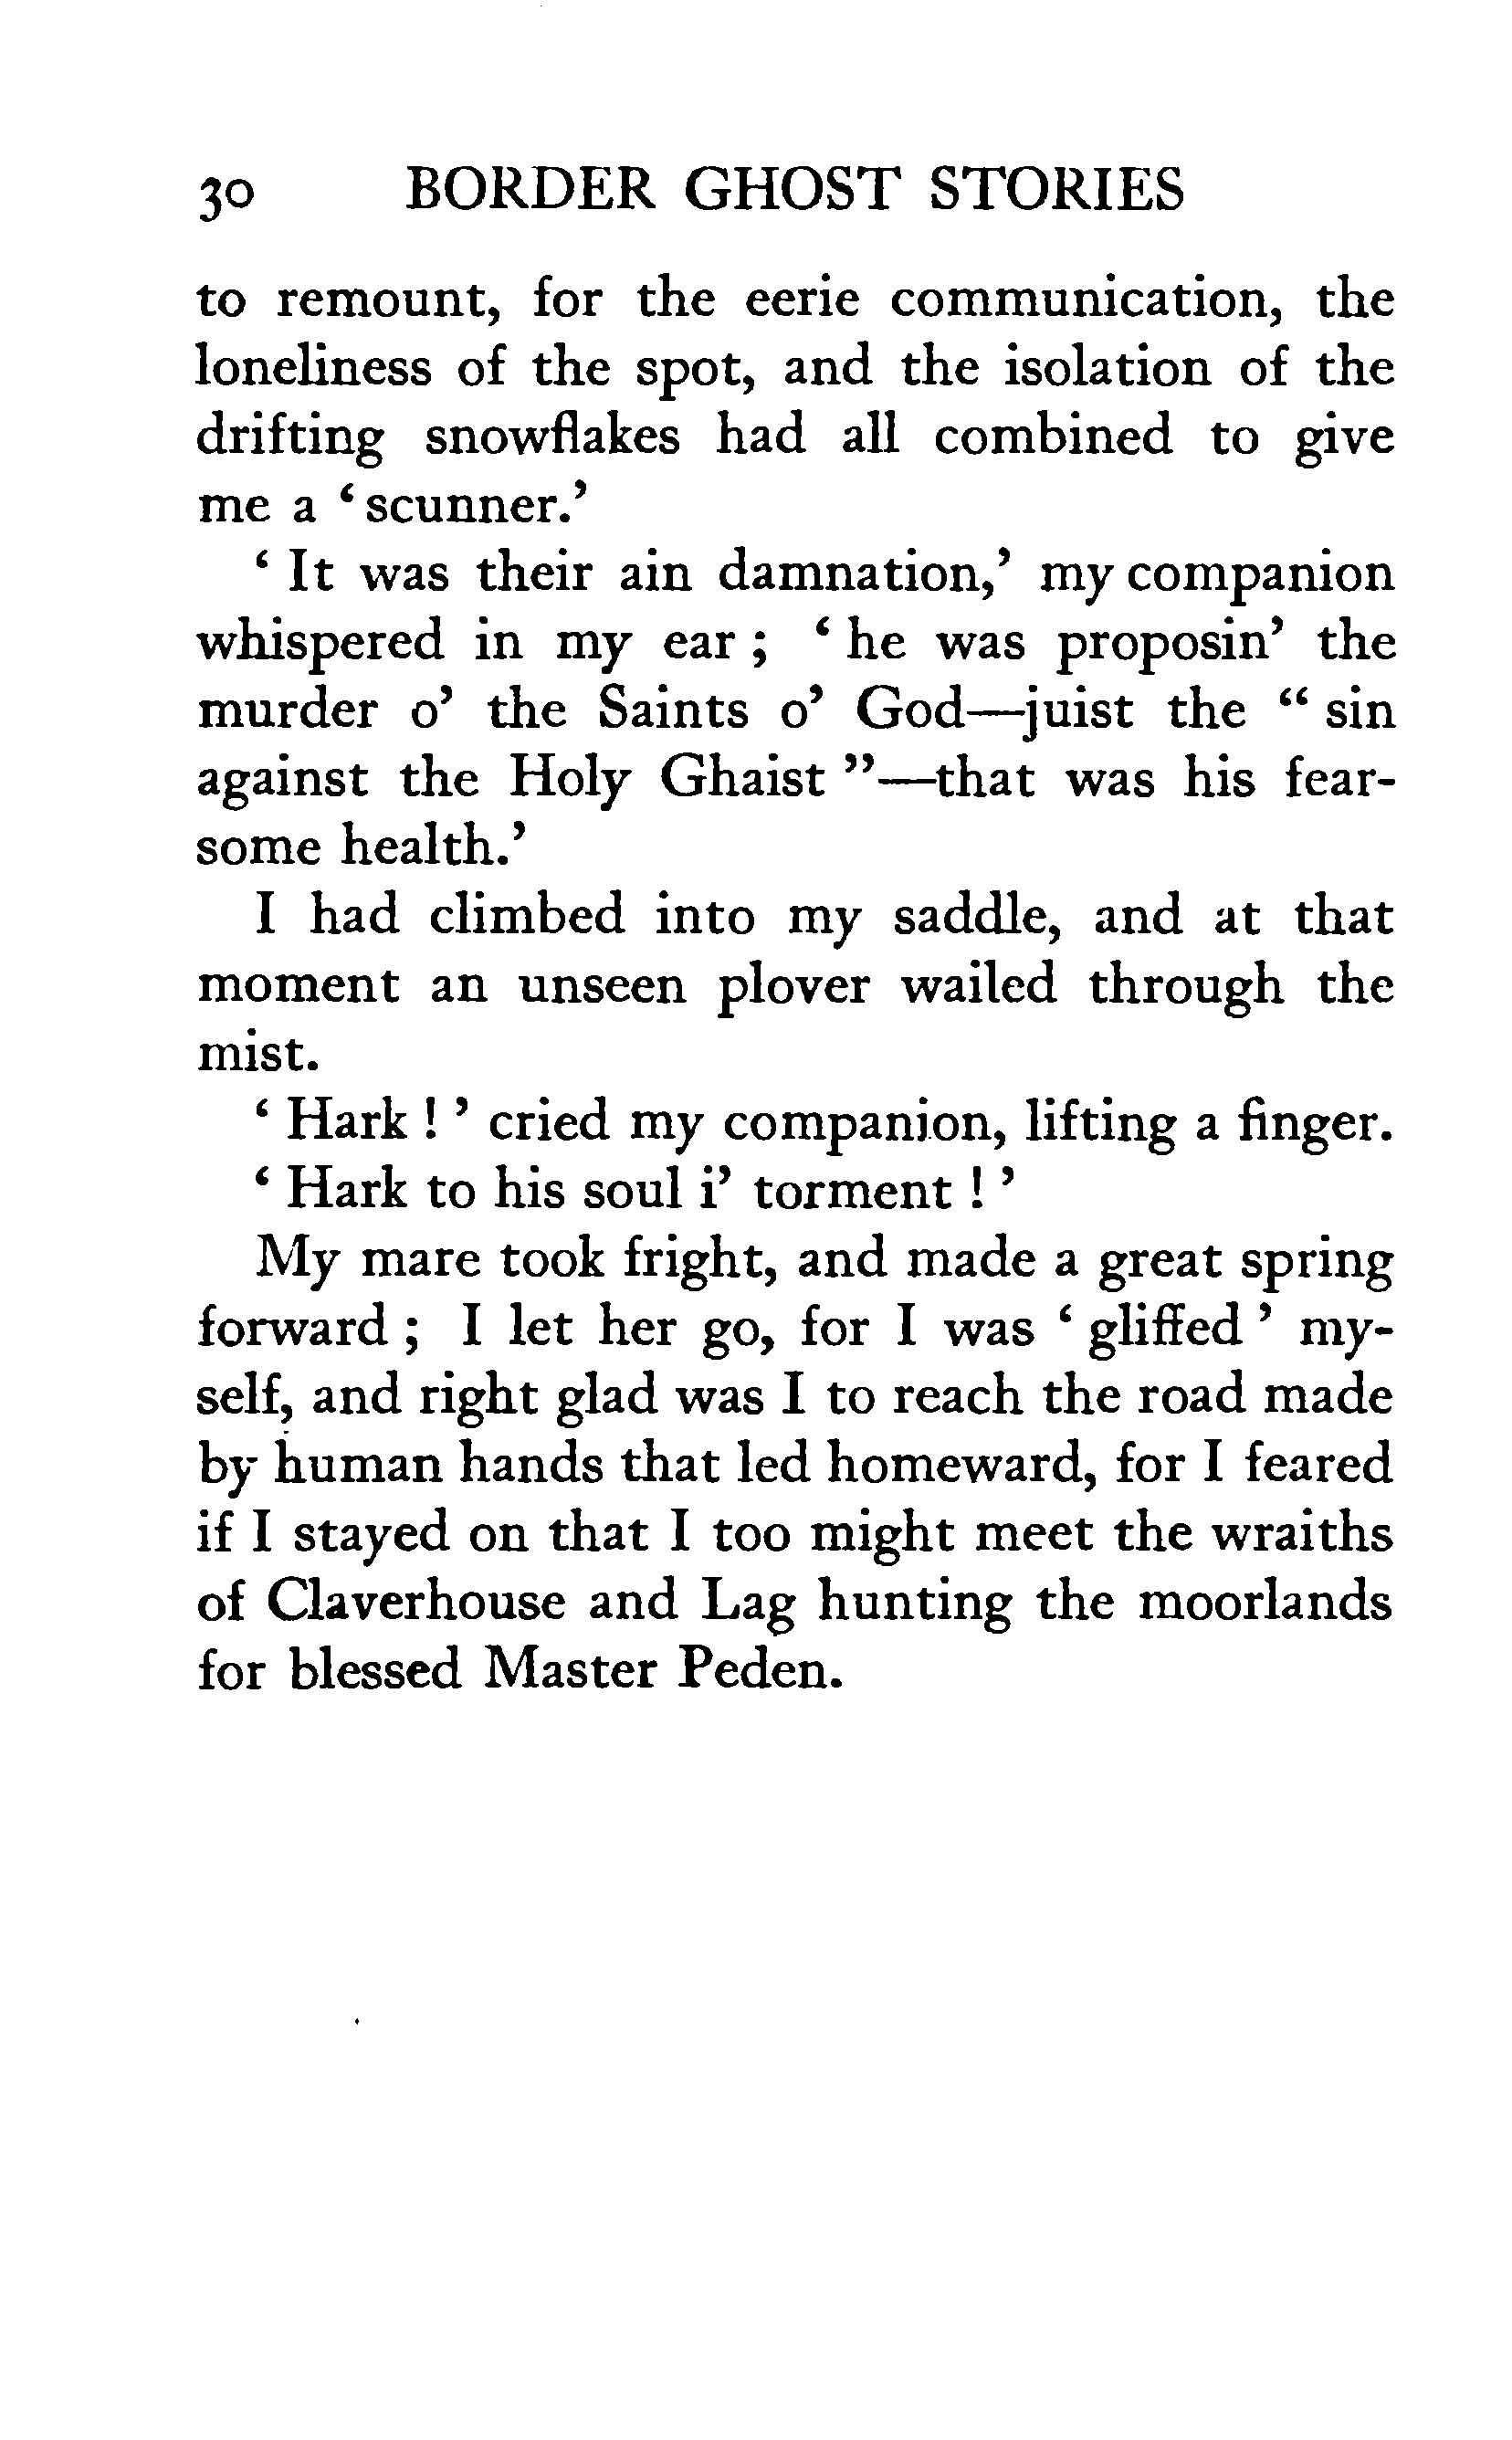 30 BORDER GHOST STORIES
to remount, for the eerie communication, the
loneliness of the spot, and the isolation of the
drifting snowflakes had all combined to give
me a ‘ scunner.’
‘ It was their ain damnation,’ my companion
whispered in my ear ; ‘ he was proposin’ the
murder o’ the Saints o’ God—juist the “ sin
against the Holy Ghaist ”—that was his fear-
some health.’
I had climbed into my saddle, and at that
moment an unseen plover wailed through the
mist.
‘ Hark ! ’ cried my companion, lifting a finger.
‘ Hark to his soul i’ torment ! ’
My mare took fright, and made a great spring
forward ; I let her go, for I was ‘ gliffed ’ my-
self, and right glad was I to reach the road made
by human hands that led homeward, for I feared
if I stayed on that I too might meet the wraiths
of Claverhouse and Lag hunting the moorlands
for blessed Master Peden.